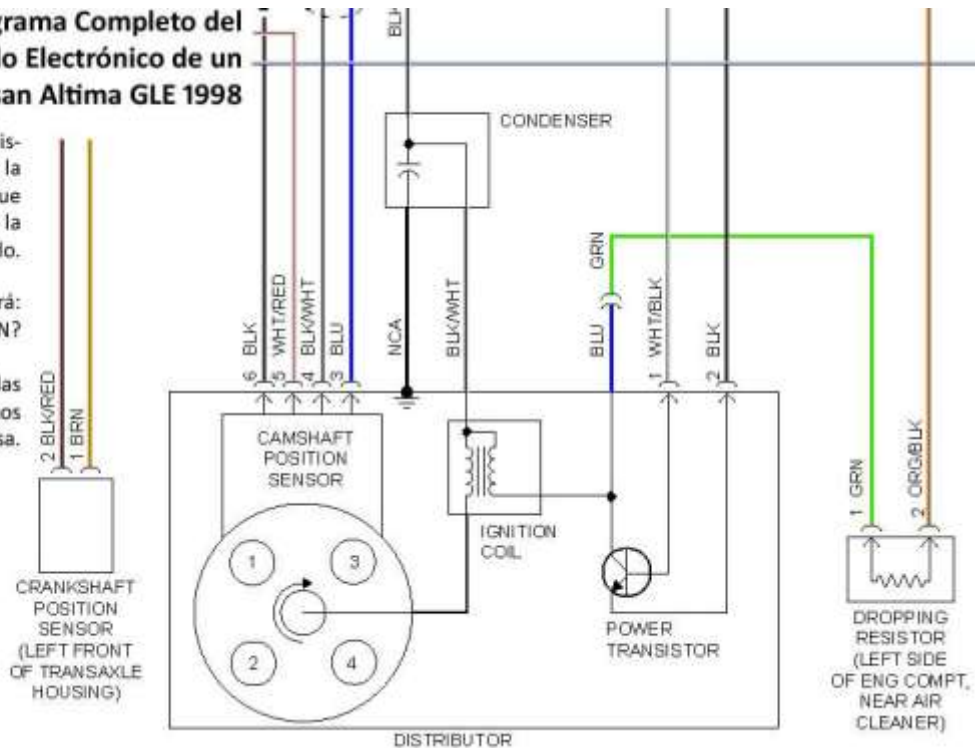 grama Completo del
o Electrónico de un
san Altima GLE 1998
is-
la
ue
la
lo.
rá:
N?
las
os
sa.
BLK
CONDENSER
6 BLK
5 WHT/RED
4 BLK/WHT
3 BLU
NCA
BLK/WHT
GRN
BLU
1 WHT/BLK
2 BLK
2 BLK/RED
1 BRN
CAMSHAFT
POSITION
SENSOR
1
3
2
4
IGNITION
COIL
POWER
TRANSISTOR
1 GRN
2 ORG/BLK
CRANKSHAFT
POSITION
SENSOR
(LEFT FRONT
OF TRANSAXLE
HOUSING)
DROPPING
RESISTOR
(LEFT SIDE
OF ENG COMPT,
NEAR AIR
CLEANER)
DISTRIBUTOR